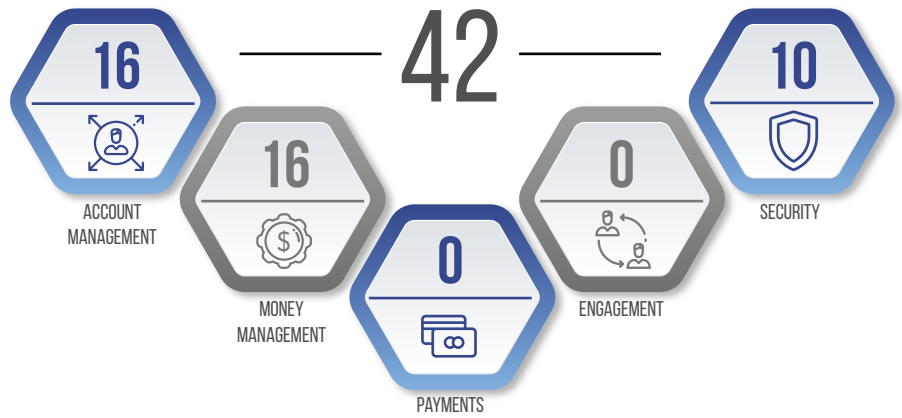 42
16
ACCOUNT
MANAGEMENT
16
$
MONEY
MANAGEMENT
0
PAYMENTS
0
ENGAGEMENT
10
SECURITY